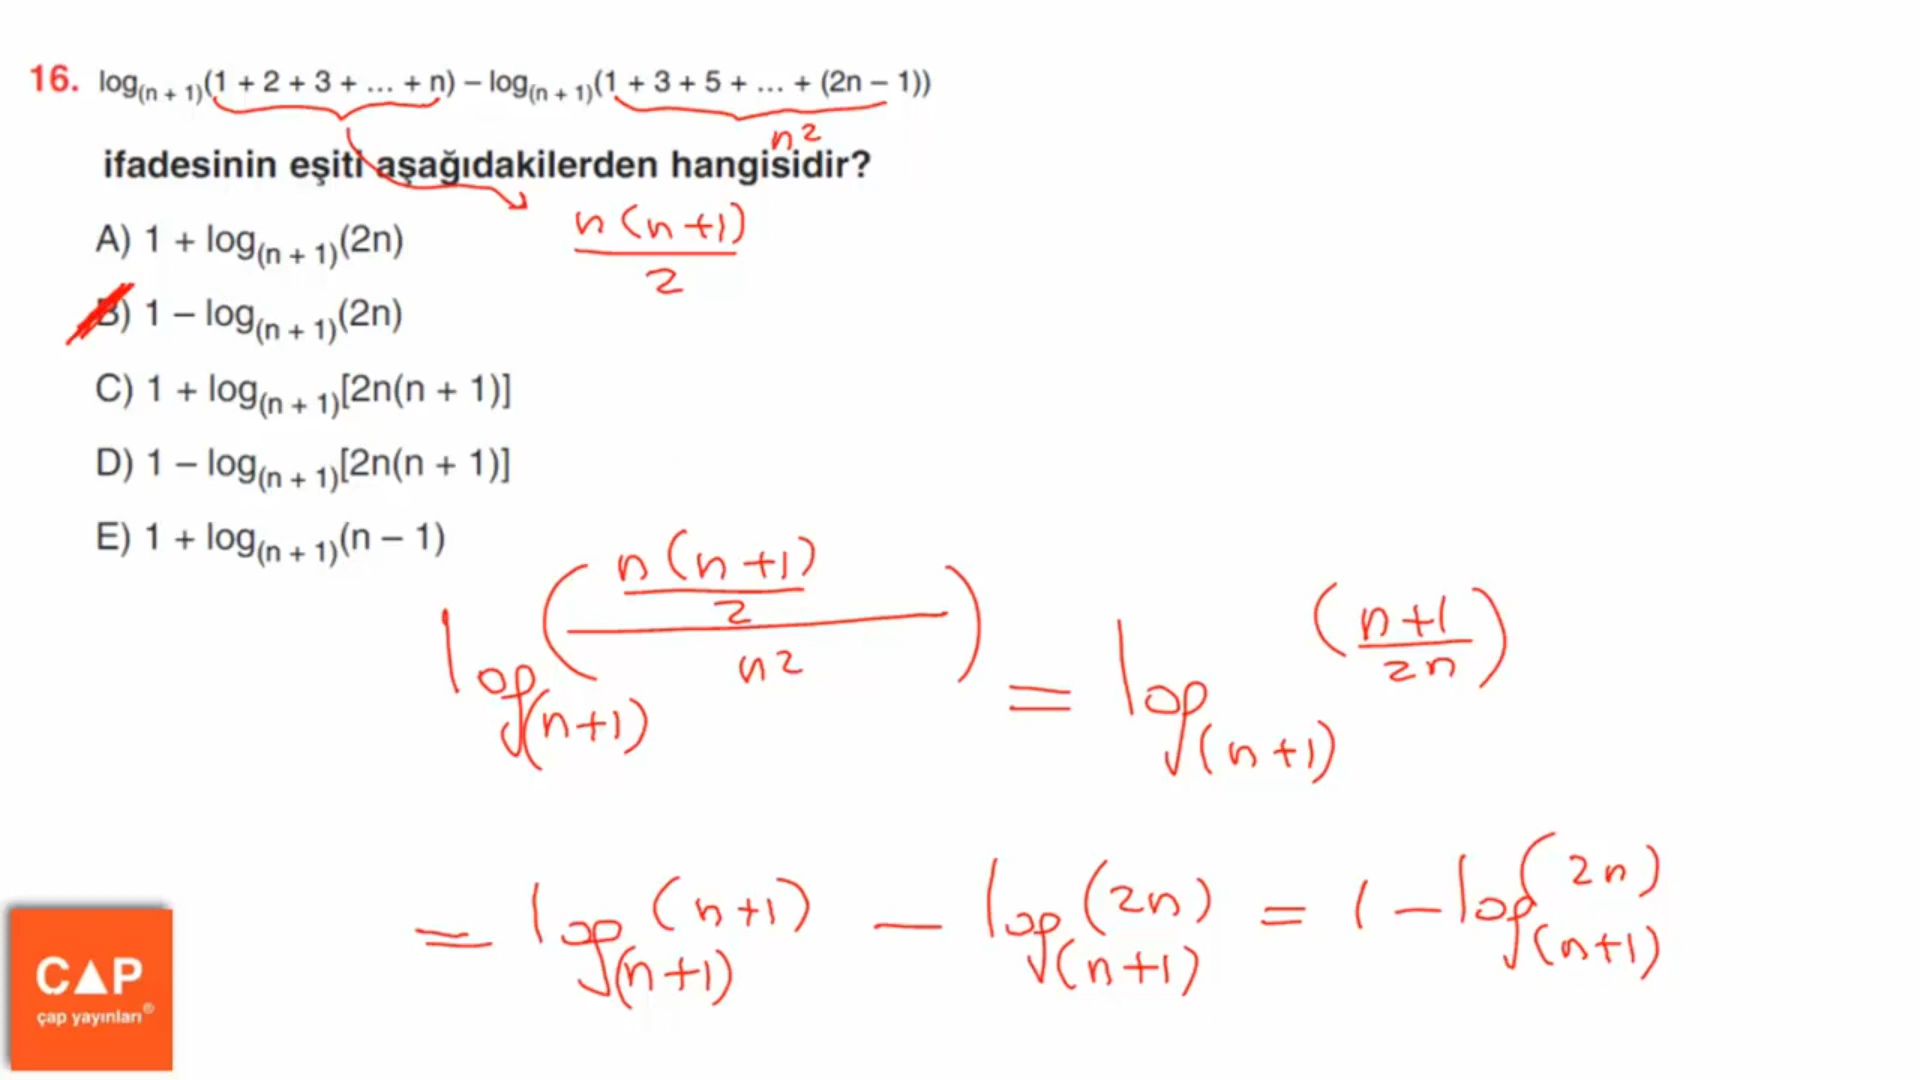 16. log(n + 1)(1 + 2 + 3 + ... + n) – log(n + 1)(1 + 3 + 5 + ... + (2n – 1))
n²
ifadesinin eşiti aşağıdakilerden hangisidir?
n(n+1)/2
A) 1 + log(n + 1)(2n)
B) 1 – log(n + 1)(2n)
C) 1 + log(n + 1)[2n(n + 1)]
D) 1 – log(n + 1)[2n(n + 1)]
E) 1 + log(n + 1)(n – 1)
log(n+1)((n(n+1)/2)/n²) = log(n+1)((n+1)/2n)
= log(n+1)(n+1) – log(n+1)(2n) = 1 – log(n+1)(2n)
ÇAP
çap yayınları®